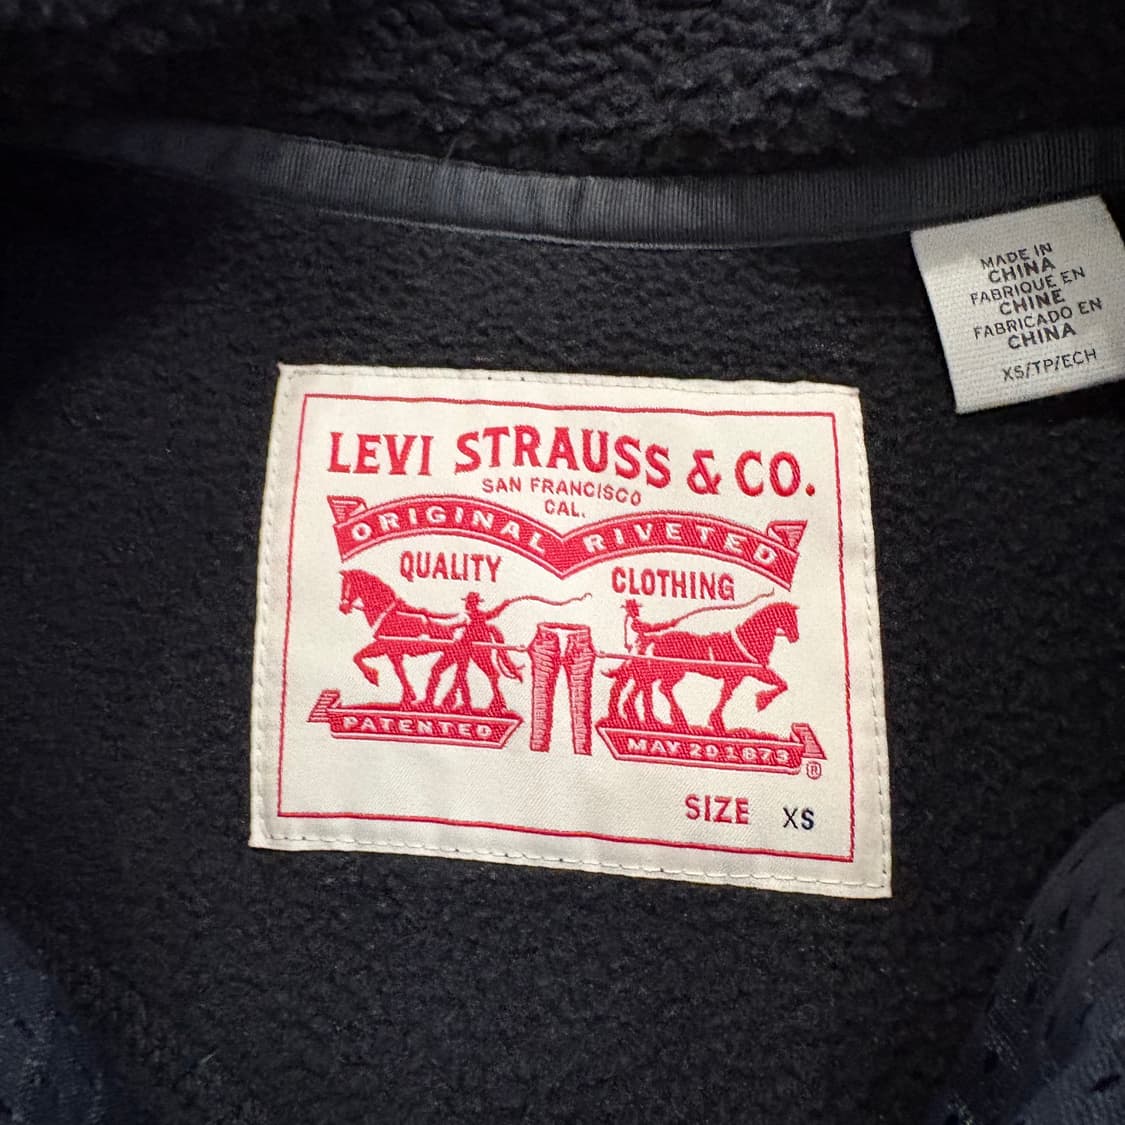 MADE IN
CHINA
FABRIQUE EN
CHINE
FABRICADO EN
CHINA
XS/TP/ECH
LEVI STRAUSS & CO.
SAN FRANCISCO
CAL.
ORIGINAL RIVETED
QUALITY CLOTHING
PATENTED MAY 20 1873
®
SIZE XS